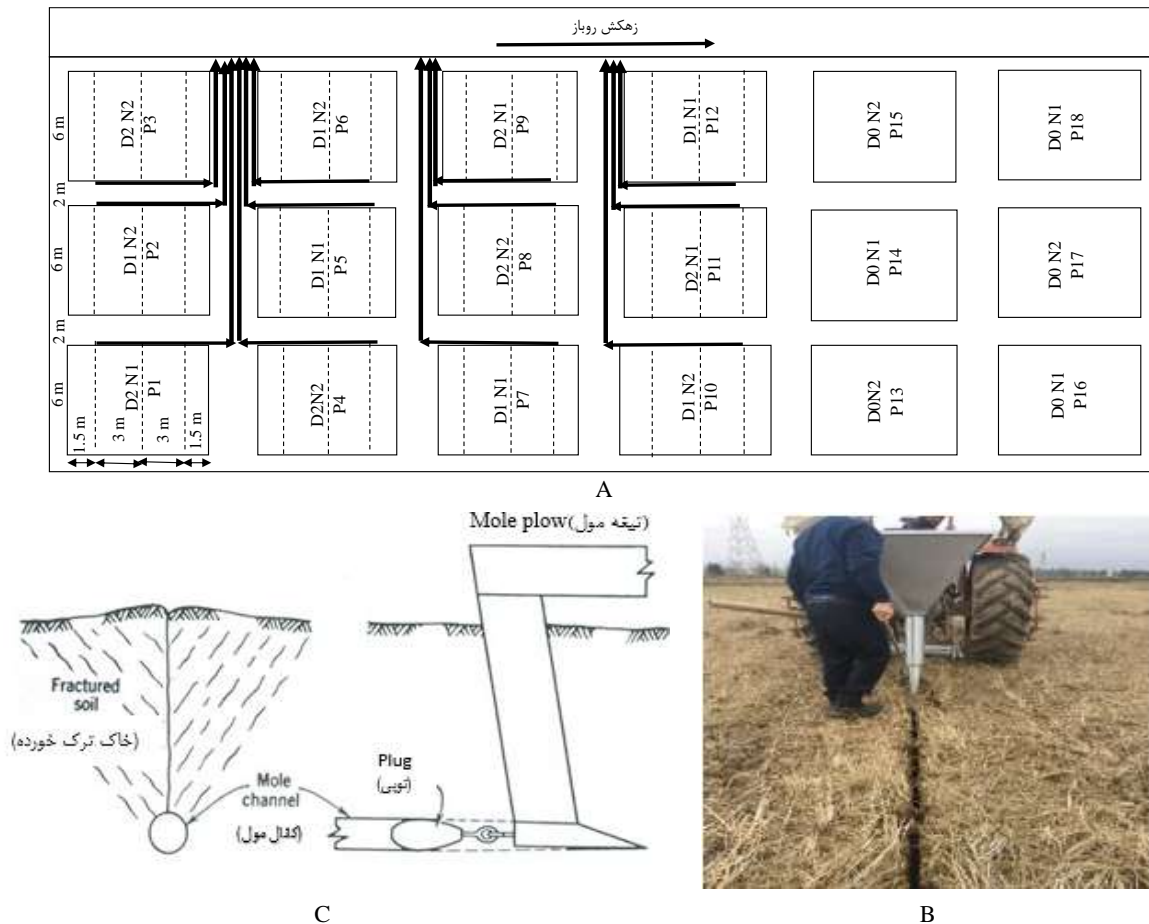 زهکش روباز
6 m
D2 N2
P3
D1 N2
P6
D2 N1
P9
D1 N1
P12
D0 N2
P15
D0 N1
P18
2 m
6 m
D1 N2
P2
D1 N1
P5
D2 N2
P8
D2 N1
P11
D0 N1
P14
D0 N2
P17
2 m
6 m
D2 N1
P1
1.5 m
3 m
3 m
1.5 m
D2N2
P4
D1 N1
P7
D1 N2
P10
D0N2
P13
D0 N1
P16
A
Mole plow(تیغه مول)
Fractured
soil
(خاک ترک خورده)
Mole
channel
(کانال مول)
Plug
(توپی)
C
B